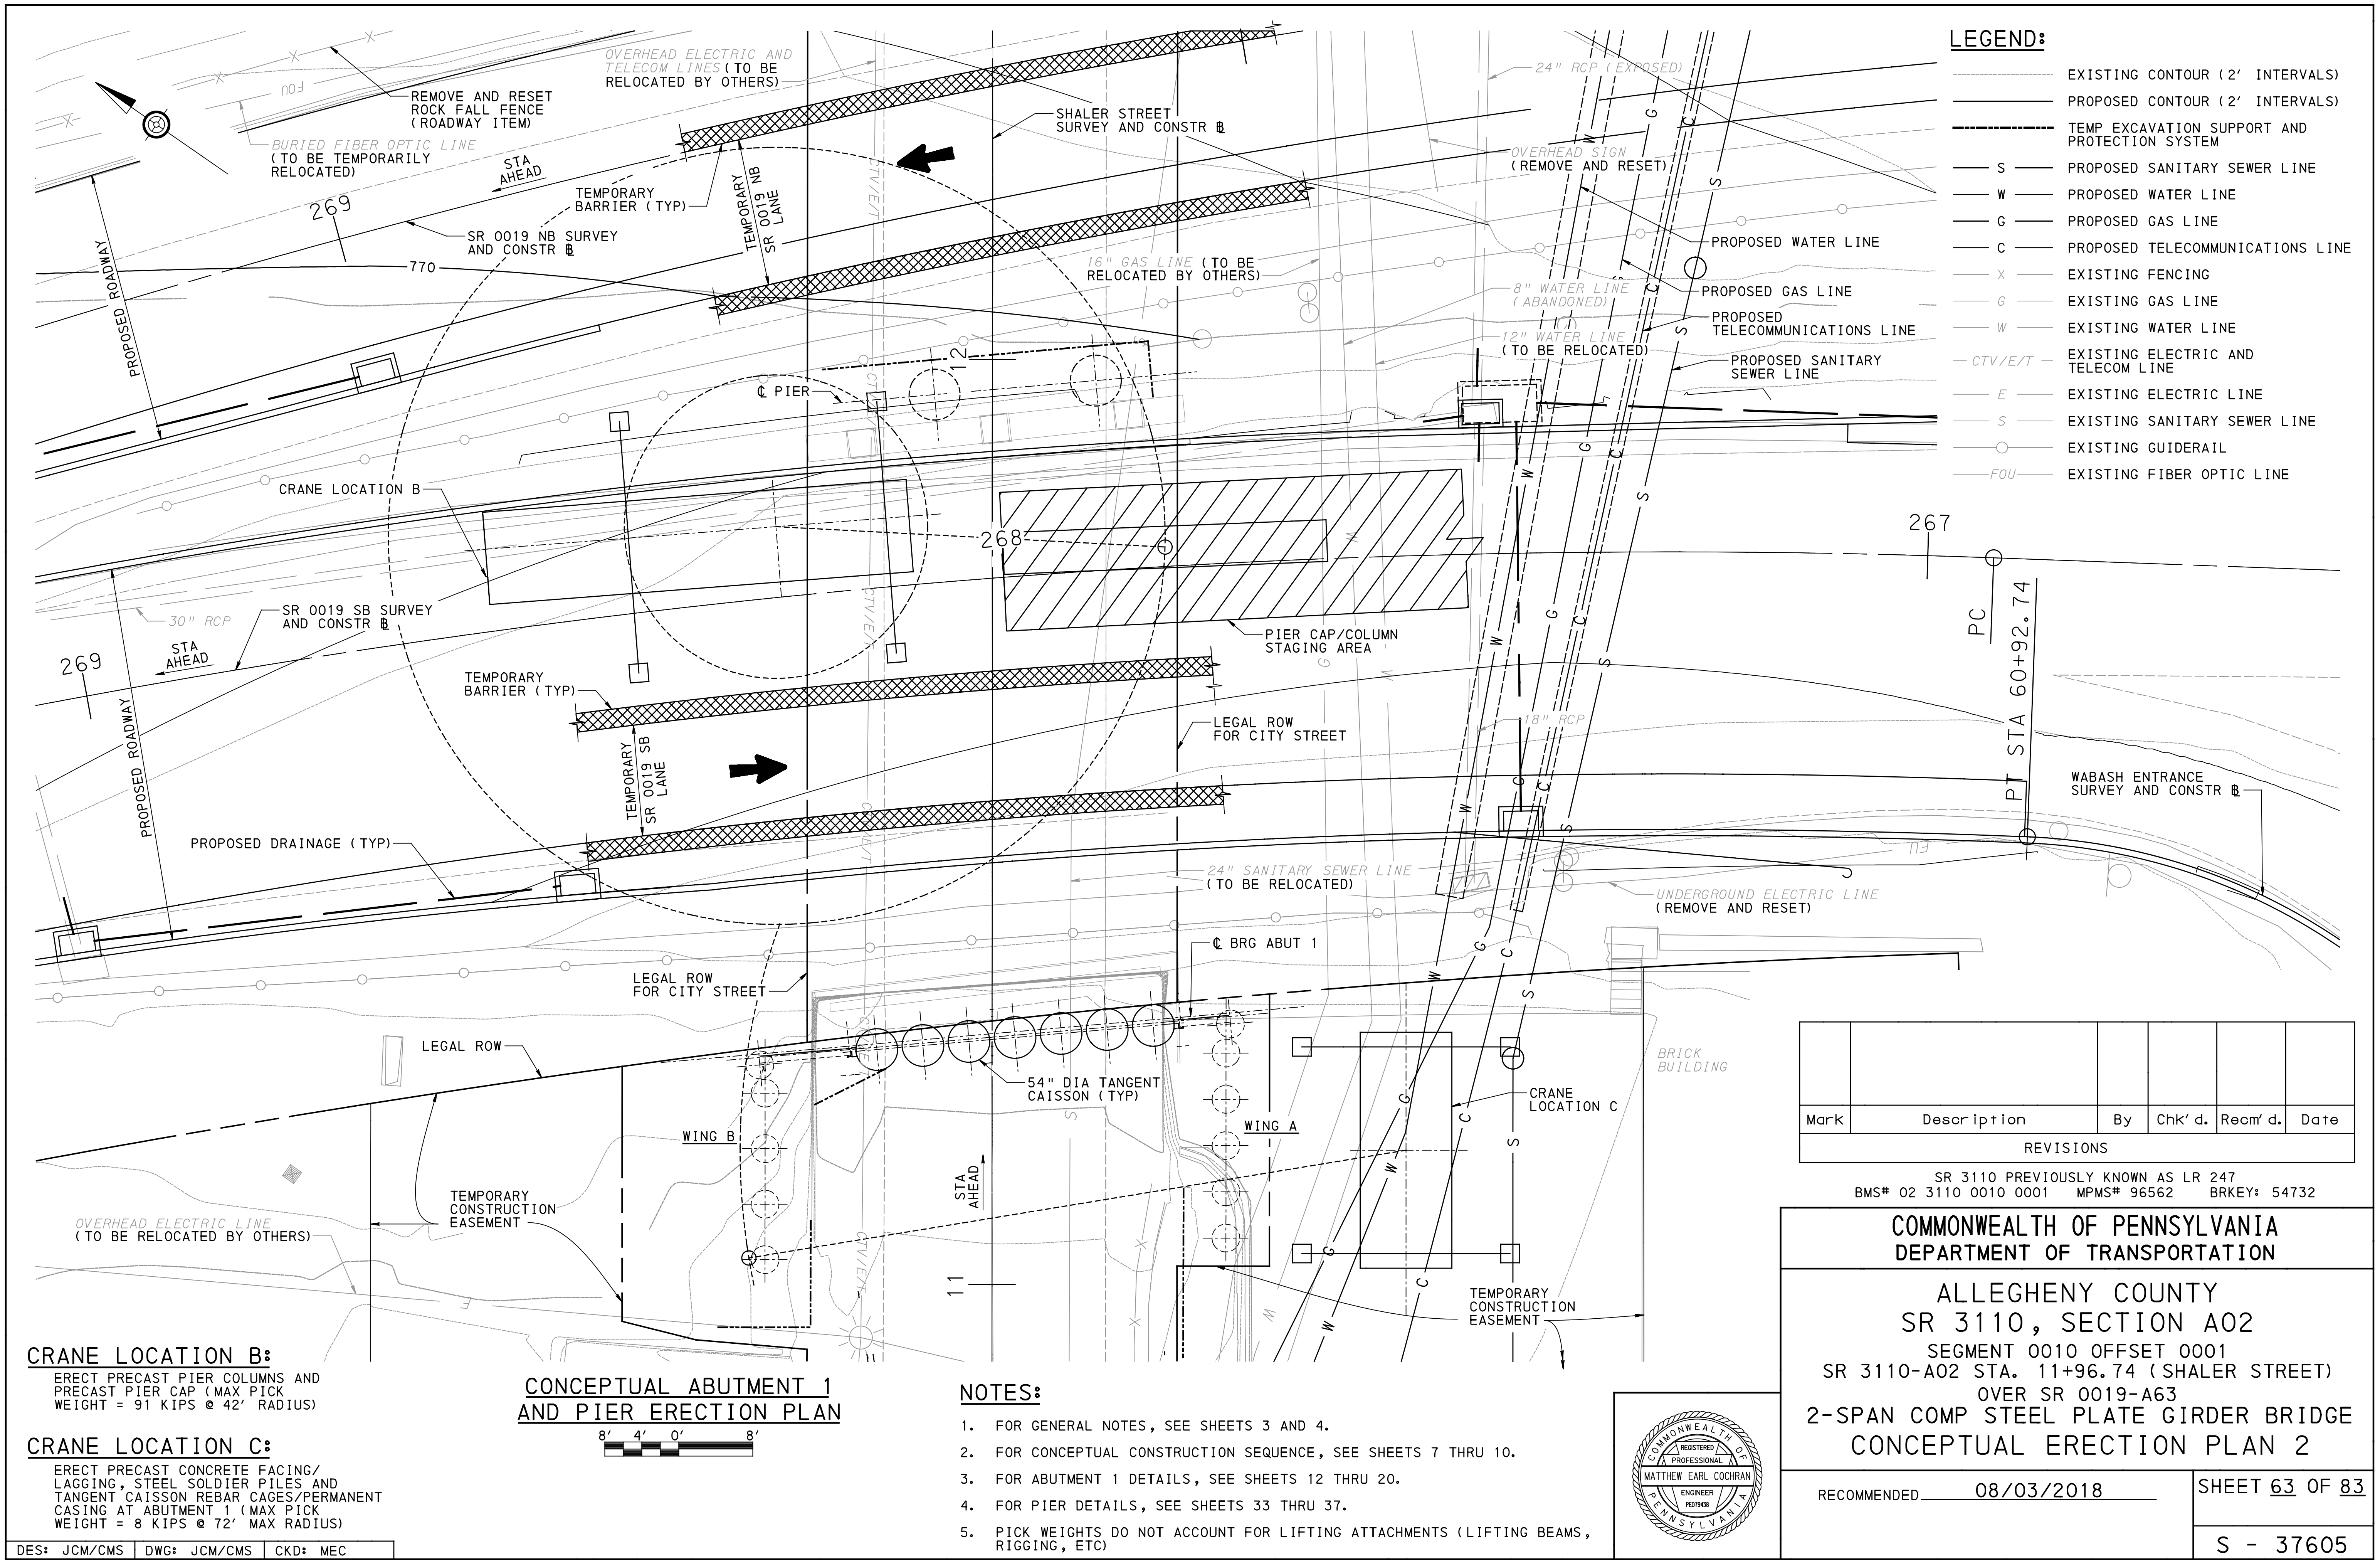 LEGEND:
EXISTING CONTOUR (2' INTERVALS)
PROPOSED CONTOUR (2' INTERVALS)
TEMP EXCAVATION SUPPORT AND
PROTECTION SYSTEM
S PROPOSED SANITARY SEWER LINE
W PROPOSED WATER LINE
G PROPOSED GAS LINE
C PROPOSED TELECOMMUNICATIONS LINE
X EXISTING FENCING
G EXISTING GAS LINE
W EXISTING WATER LINE
CTV/E/T EXISTING ELECTRIC AND
TELECOM LINE
E EXISTING ELECTRIC LINE
S EXISTING SANITARY SEWER LINE
EXISTING GUIDERAIL
FOU EXISTING FIBER OPTIC LINE
OVERHEAD ELECTRIC AND
TELECOM LINES (TO BE
RELOCATED BY OTHERS)
REMOVE AND RESET
ROCK FALL FENCE
(ROADWAY ITEM)
FOU
BURIED FIBER OPTIC LINE
(TO BE TEMPORARILY
RELOCATED)
STA
AHEAD
269
TEMPORARY
BARRIER (TYP)
TEMPORARY
SR 0019 NB
LANE
SR 0019 NB SURVEY
AND CONSTR ℄
770
PROPOSED ROADWAY
SHALER STREET
SURVEY AND CONSTR ℄
24" RCP (EXPOSED)
OVERHEAD SIGN
(REMOVE AND RESET)
16" GAS LINE (TO BE
RELOCATED BY OTHERS)
8" WATER LINE
(ABANDONED)
12" WATER LINE
(TO BE RELOCATED)
PROPOSED WATER LINE
PROPOSED GAS LINE
PROPOSED
TELECOMMUNICATIONS LINE
PROPOSED SANITARY
SEWER LINE
12
℄ PIER
CRANE LOCATION B
268
267
PC
PT STA 60+92.74
30" RCP
SR 0019 SB SURVEY
AND CONSTR ℄
STA
AHEAD
269
PROPOSED ROADWAY
PIER CAP/COLUMN
STAGING AREA
TEMPORARY
BARRIER (TYP)
TEMPORARY
SR 0019 SB
LANE
LEGAL ROW
FOR CITY STREET
18" RCP
WABASH ENTRANCE
SURVEY AND CONSTR ℄
PROPOSED DRAINAGE (TYP)
24" SANITARY SEWER LINE
(TO BE RELOCATED)
EU
UNDERGROUND ELECTRIC LINE
(REMOVE AND RESET)
℄ BRG ABUT 1
LEGAL ROW
FOR CITY STREET
LEGAL ROW
54" DIA TANGENT
CAISSON (TYP)
BRICK
BUILDING
CRANE
LOCATION C
WING B
WING A
STA
AHEAD
11
TEMPORARY
CONSTRUCTION
EASEMENT
OVERHEAD ELECTRIC LINE
(TO BE RELOCATED BY OTHERS)
TEMPORARY
CONSTRUCTION
EASEMENT
CTV/E/T
CRANE LOCATION B:
ERECT PRECAST PIER COLUMNS AND
PRECAST PIER CAP (MAX PICK
WEIGHT = 91 KIPS @ 42' RADIUS)
CRANE LOCATION C:
ERECT PRECAST CONCRETE FACING/
LAGGING, STEEL SOLDIER PILES AND
TANGENT CAISSON REBAR CAGES/PERMANENT
CASING AT ABUTMENT 1 (MAX PICK
WEIGHT = 8 KIPS @ 72' MAX RADIUS)
DES: JCM/CMS DWG: JCM/CMS CKD: MEC
CONCEPTUAL ABUTMENT 1
AND PIER ERECTION PLAN
8' 4' 0' 8'
NOTES:
1. FOR GENERAL NOTES, SEE SHEETS 3 AND 4.
2. FOR CONCEPTUAL CONSTRUCTION SEQUENCE, SEE SHEETS 7 THRU 10.
3. FOR ABUTMENT 1 DETAILS, SEE SHEETS 12 THRU 20.
4. FOR PIER DETAILS, SEE SHEETS 33 THRU 37.
5. PICK WEIGHTS DO NOT ACCOUNT FOR LIFTING ATTACHMENTS (LIFTING BEAMS,
RIGGING, ETC)
Mark Description By Chk'd. Recm'd. Date
REVISIONS
SR 3110 PREVIOUSLY KNOWN AS LR 247
BMS# 02 3110 0010 0001 MPMS# 96562 BRKEY: 54732
COMMONWEALTH OF PENNSYLVANIA
DEPARTMENT OF TRANSPORTATION
ALLEGHENY COUNTY
SR 3110, SECTION A02
SEGMENT 0010 OFFSET 0001
SR 3110-A02 STA. 11+96.74 (SHALER STREET)
OVER SR 0019-A63
2-SPAN COMP STEEL PLATE GIRDER BRIDGE
CONCEPTUAL ERECTION PLAN 2
COMMONWEALTH OF
REGISTERED
PROFESSIONAL
MATTHEW EARL COCHRAN
ENGINEER
PE079438
PENNSYLVANIA
RECOMMENDED 08/03/2018
SHEET 63 OF 83
S - 37605